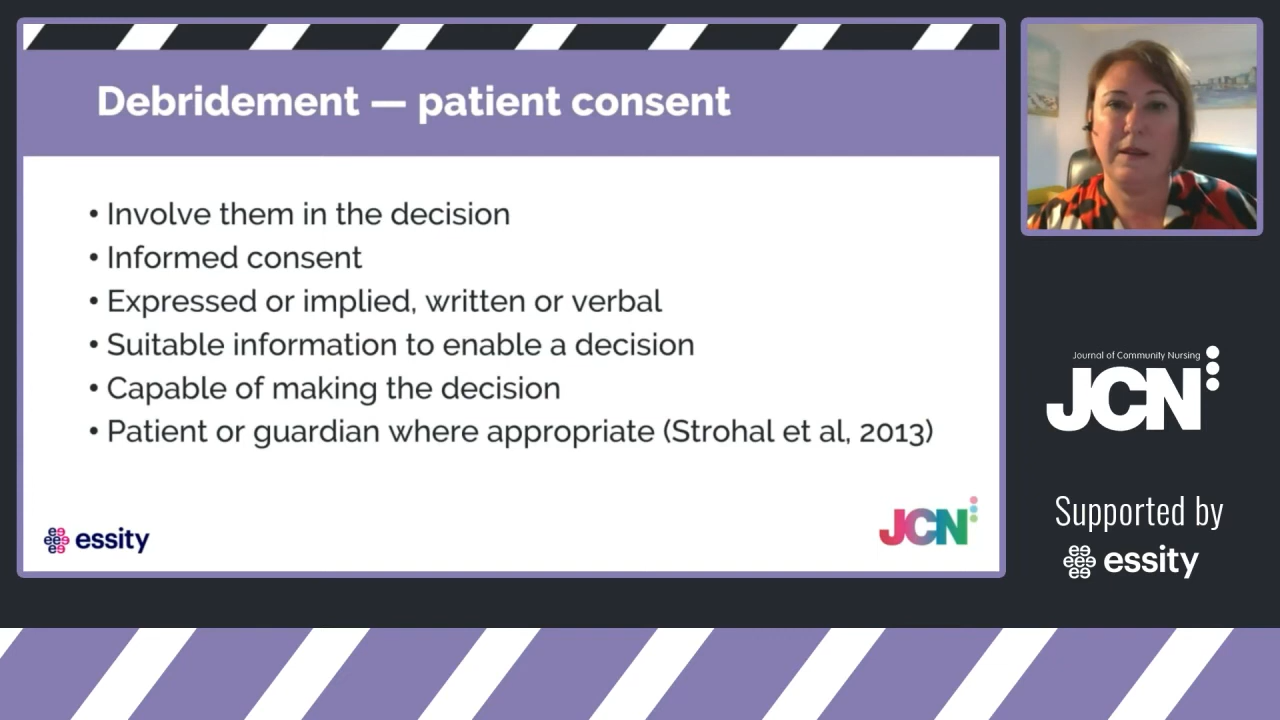 Debridement — patient consent
• Involve them in the decision
• Informed consent
• Expressed or implied, written or verbal
• Suitable information to enable a decision
• Capable of making the decision
• Patient or guardian where appropriate (Strohal et al, 2013)
essity
JCN
Journal of Community Nursing
JCN
Supported by
essity